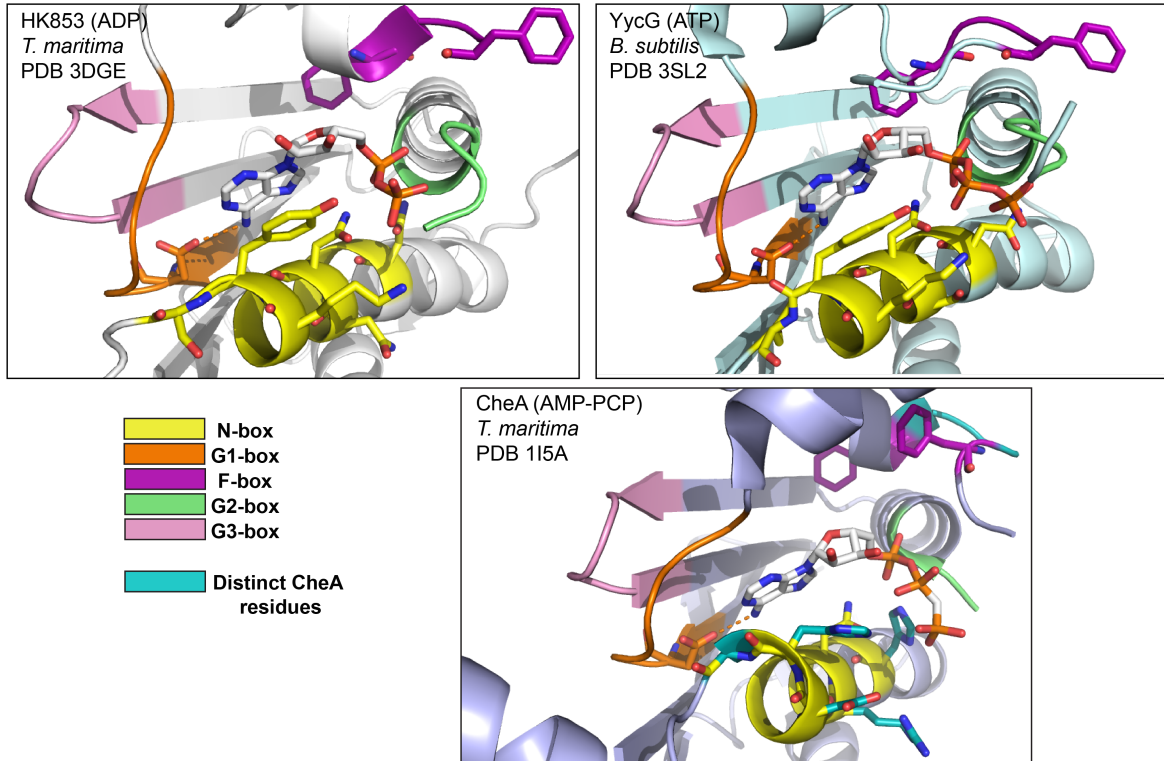 HK853 (ADP)
T. maritima
PDB 3DGE
YycG (ATP)
B. subtilis
PDB 3SL2
CheA (AMP-PCP)
T. maritima
PDB 1I5A
N-box
G1-box
F-box
G2-box
G3-box
Distinct CheA
residues